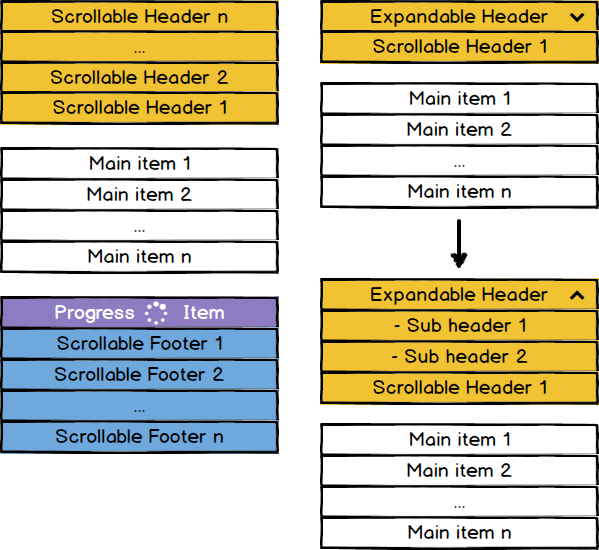 Scrollable Header n
...
Scrollable Header 2
Scrollable Header 1
Main item 1
Main item 2
...
Main item n
Progress Item
Scrollable Footer 1
Scrollable Footer 2
...
Scrollable Footer n
Expandable Header
Scrollable Header 1
Main item 1
Main item 2
...
Main item n
Expandable Header
- Sub header 1
- Sub header 2
Scrollable Header 1
Main item 1
Main item 2
...
Main item n